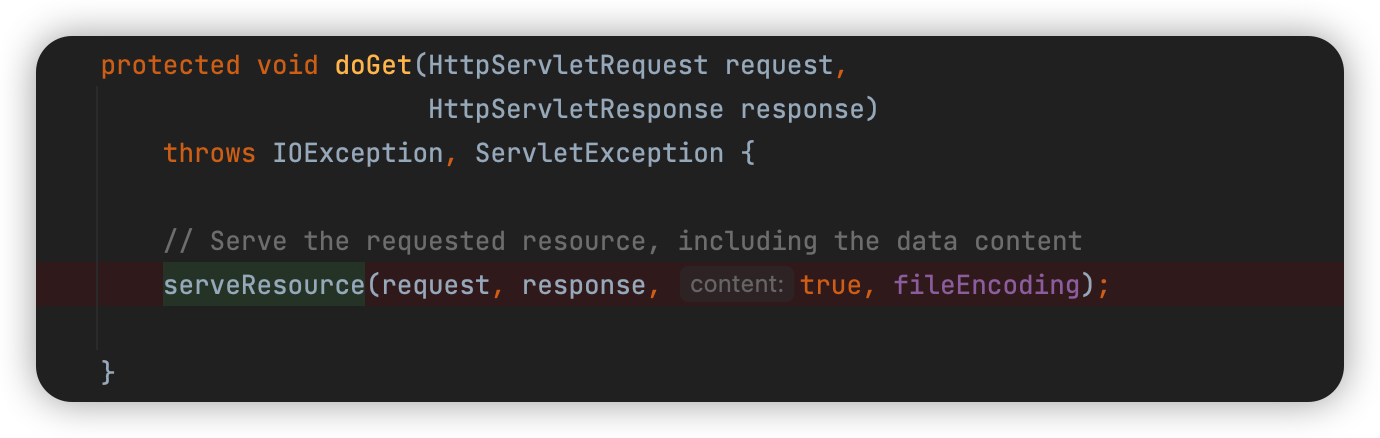 protected void doGet(HttpServletRequest request,
HttpServletResponse response)
throws IOException, ServletException {
// Serve the requested resource, including the data content
serveResource(request, response, content: true, fileEncoding);
}